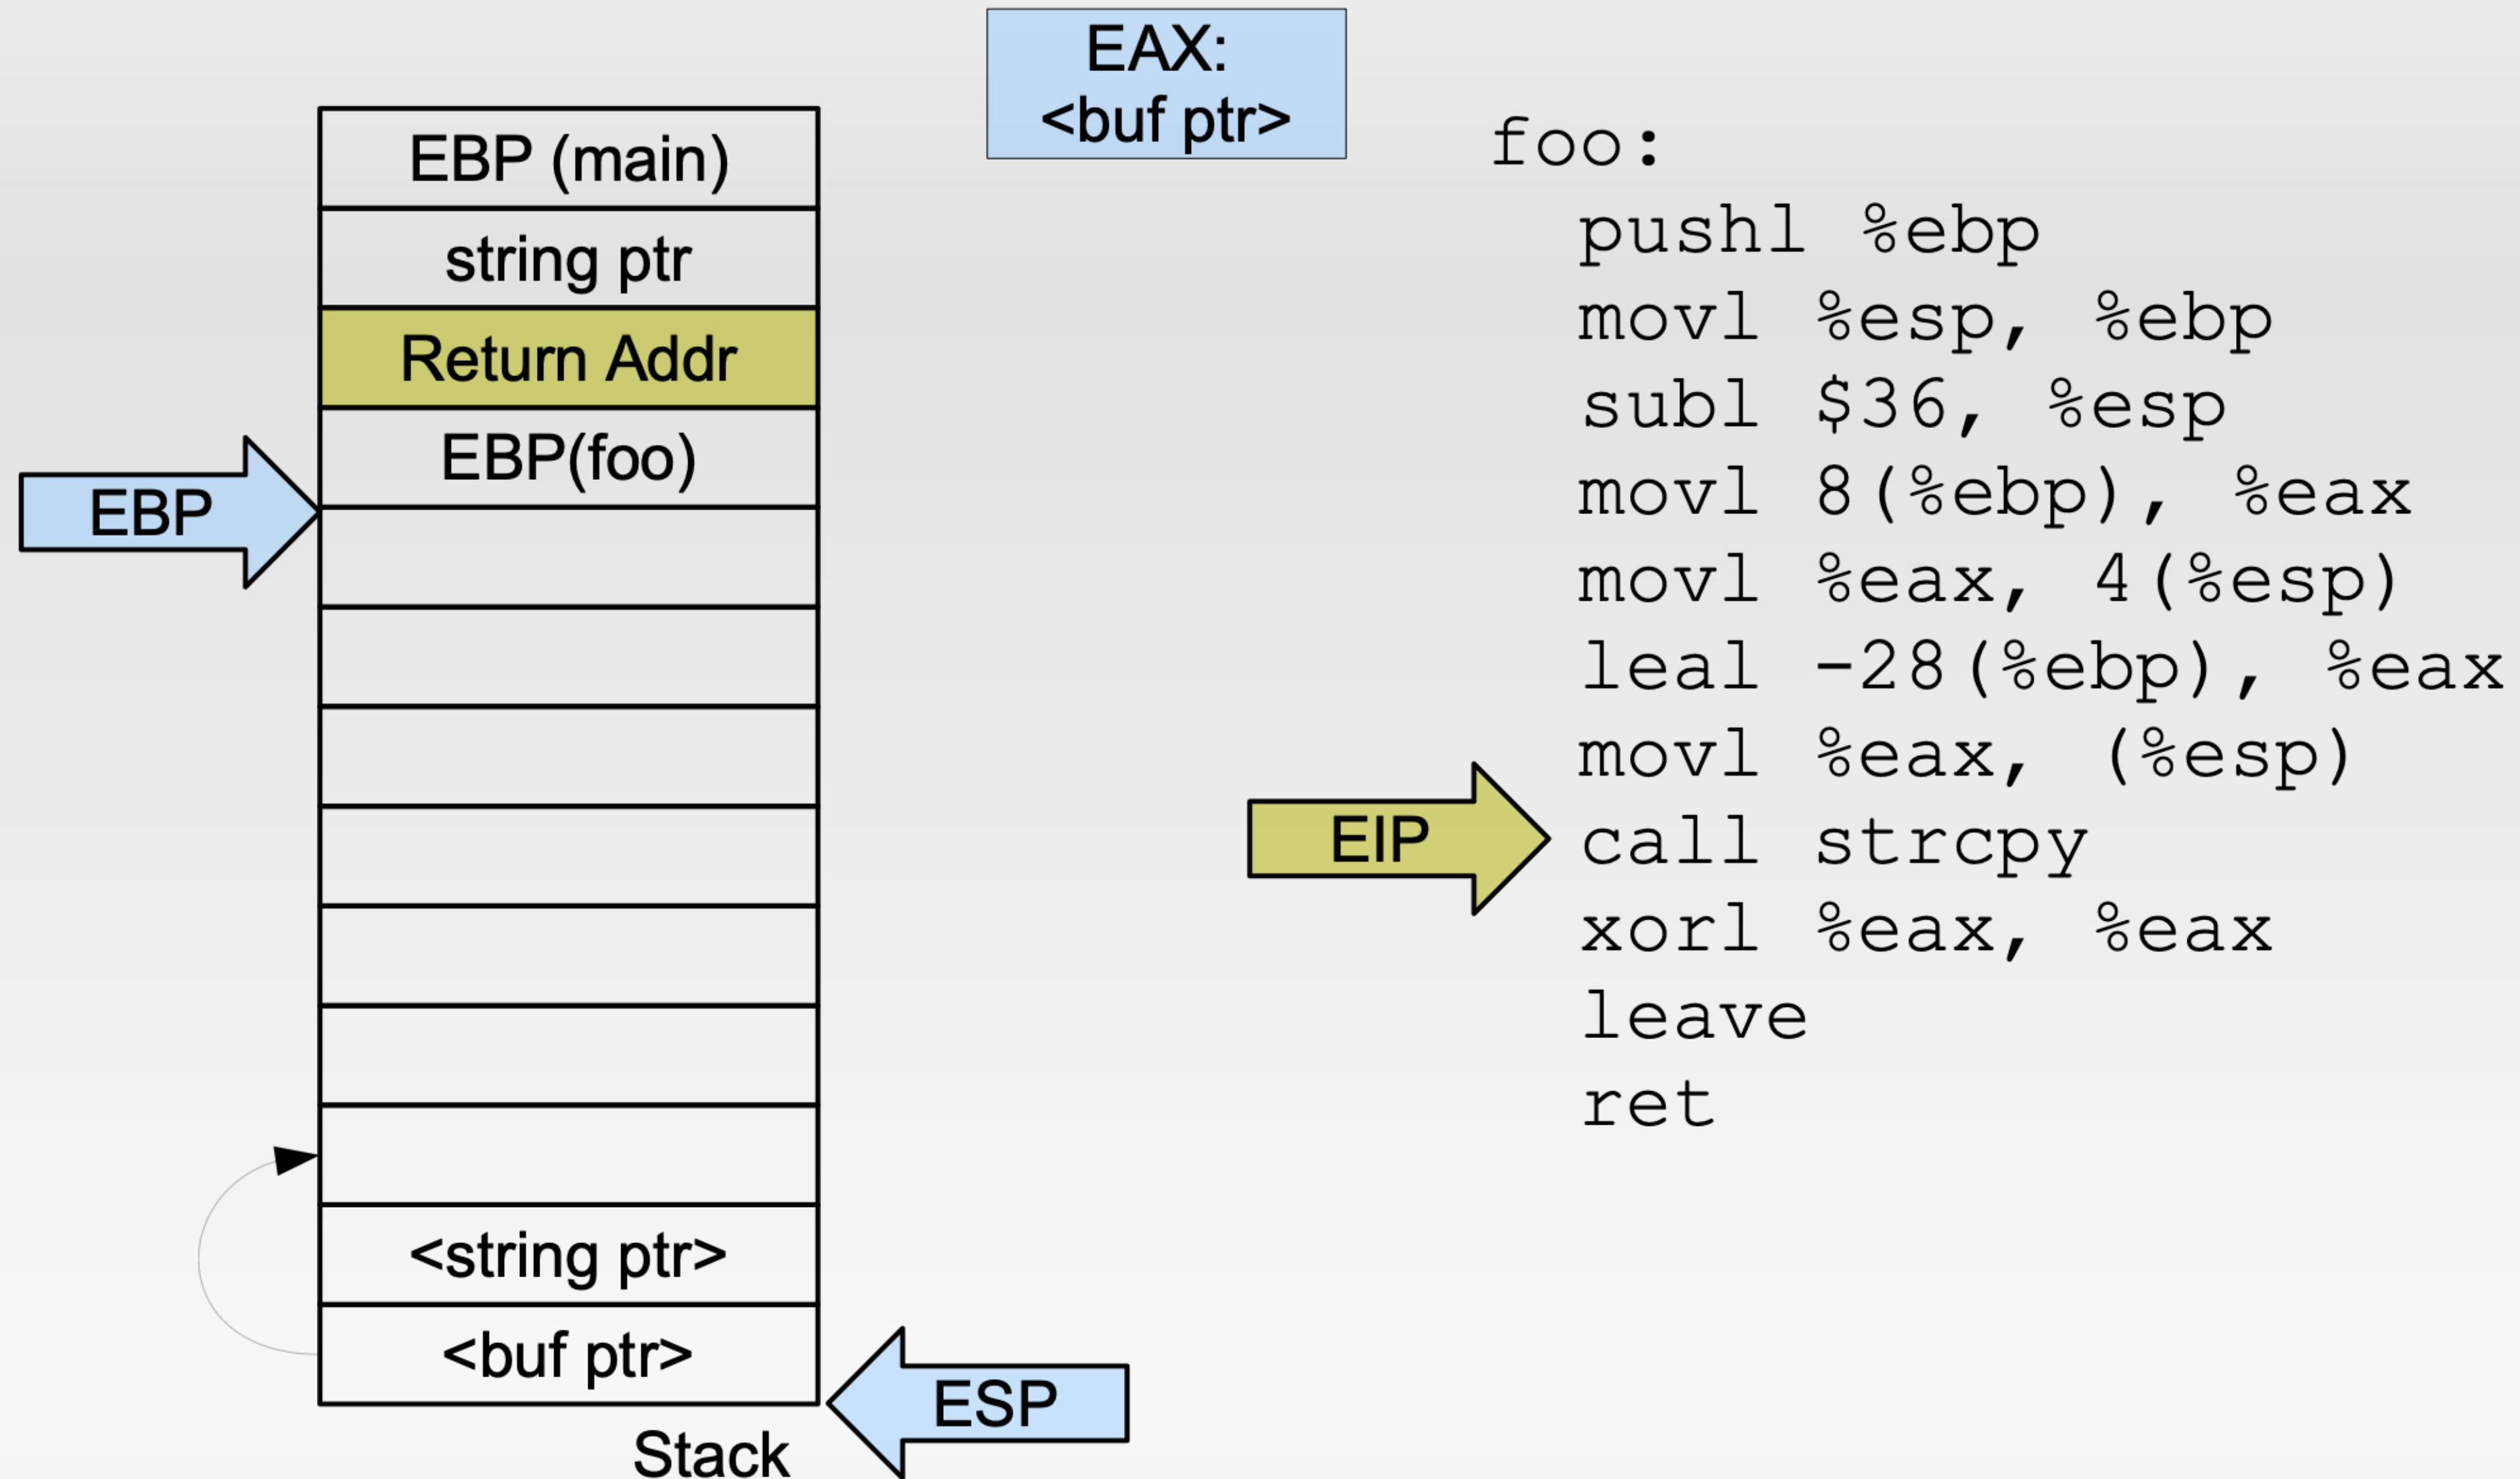 EAX:
<buf ptr>
EBP (main)
string ptr
Return Addr
EBP(foo)
EBP
<string ptr>
<buf ptr>
ESP
Stack
foo:
pushl %ebp
movl %esp, %ebp
subl $36, %esp
movl 8(%ebp), %eax
movl %eax, 4(%esp)
leal -28(%ebp), %eax
movl %eax, (%esp)
EIP
call strcpy
xorl %eax, %eax
leave
ret